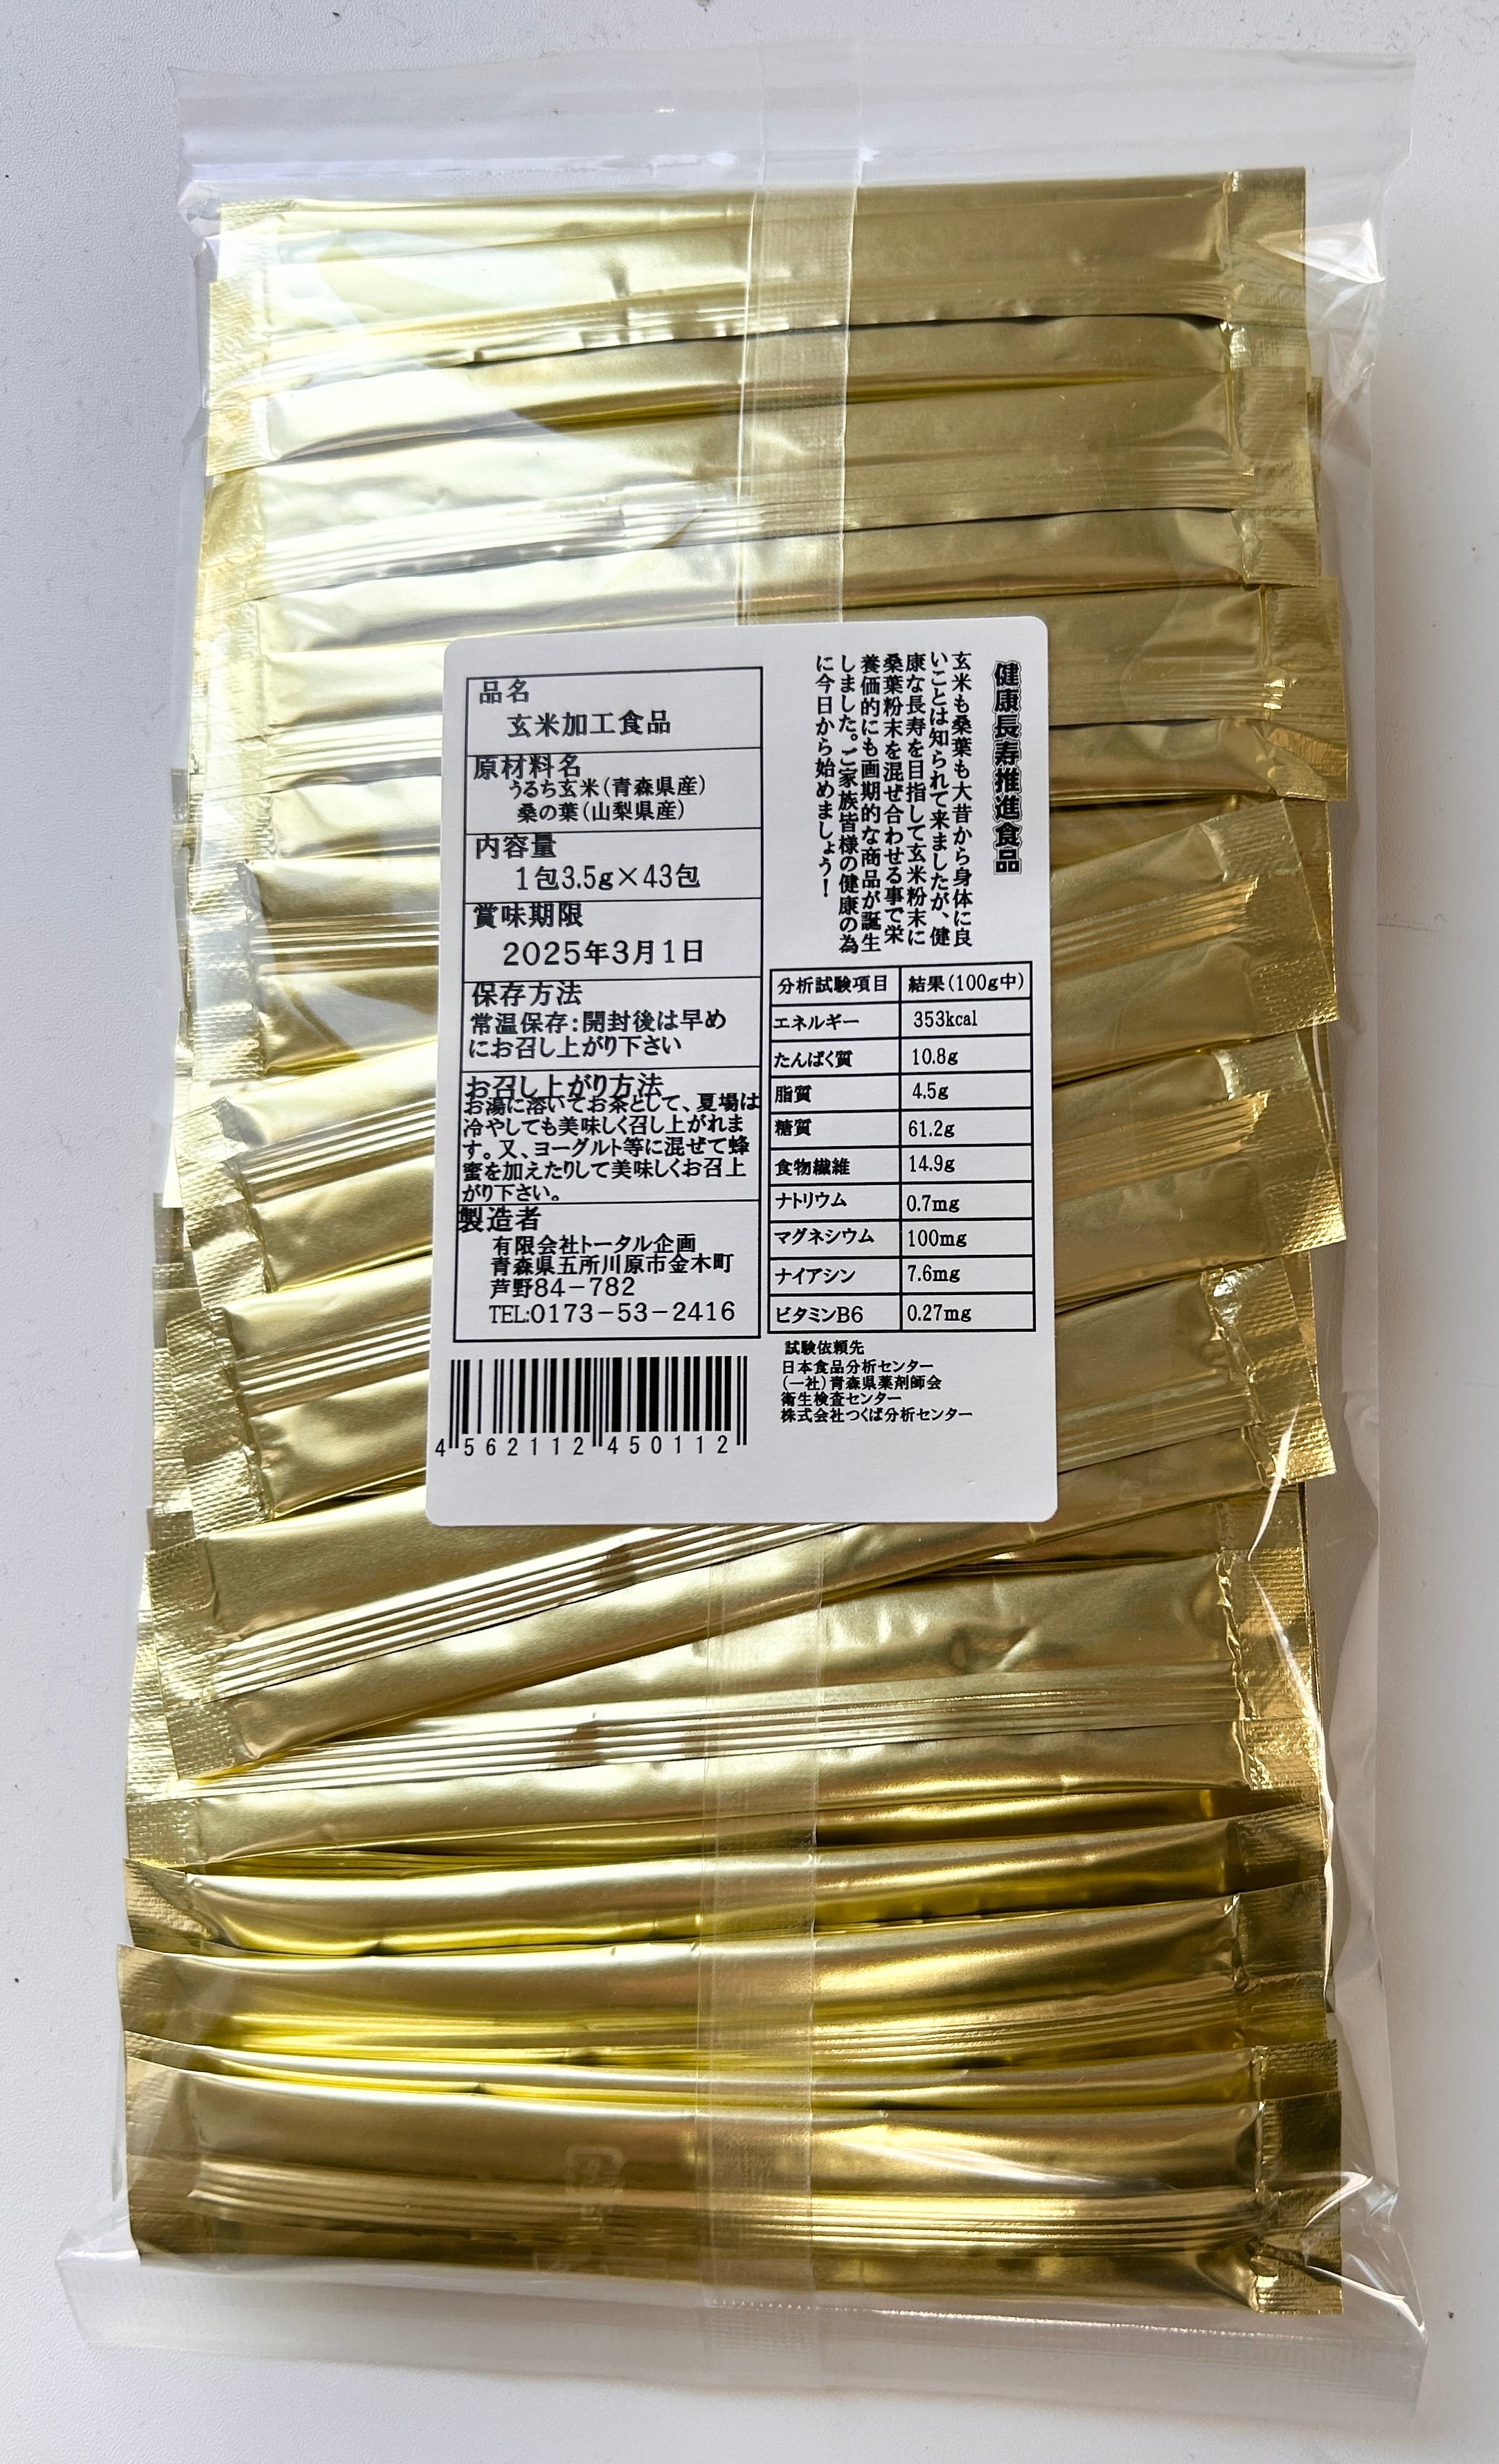 健康長寿推進食品
玄米も桑葉も大昔から身体に良
いことは知られて来ましたが、健
康な長寿を目指して玄米粉末に
桑葉粉末を混ぜ合わせる事で栄
養価的にも画期的な商品が誕生
しました。ご家族皆様の健康の為
に今日から始めましょう！
品名
玄米加工食品
原材料名
うるち玄米(青森県産)
桑の葉(山梨県産)
内容量
1包3.5g×43包
賞味期限
2025年3月1日
保存方法
常温保存:開封後は早め
にお召し上がり下さい
お召し上がり方法
お湯に溶いてお茶として、夏場は
冷やしても美味しく召し上がれま
す。又、ヨーグルト等に混ぜて蜂
蜜を加えたりして美味しくお召上
がり下さい。
製造者
有限会社トータル企画
青森県五所川原市金木町
芦野84-782
TEL:0173-53-2416
4562112450112
分析試験項目 結果(100g中)
エネルギー 353kcal
たんぱく質 10.8g
脂質 4.5g
糖質 61.2g
食物繊維 14.9g
ナトリウム 0.7mg
マグネシウム 100mg
ナイアシン 7.6mg
ビタミンB6 0.27mg
試験依頼先
日本食品分析センター
(一社)青森県薬剤師会
衛生検査センター
株式会社つくば分析センター